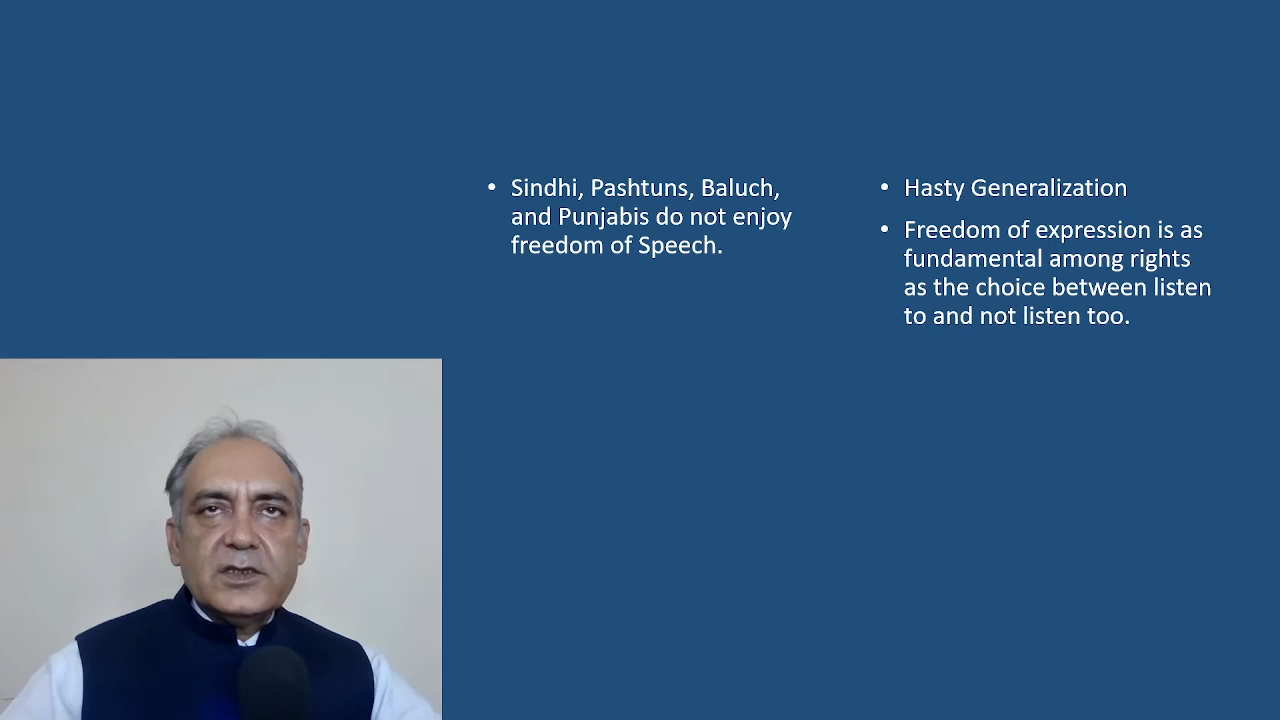 • Sindhi, Pashtuns, Baluch,
and Punjabis do not enjoy
freedom of Speech.
• Hasty Generalization
• Freedom of expression is as
fundamental among rights
as the choice between listen
to and not listen too.